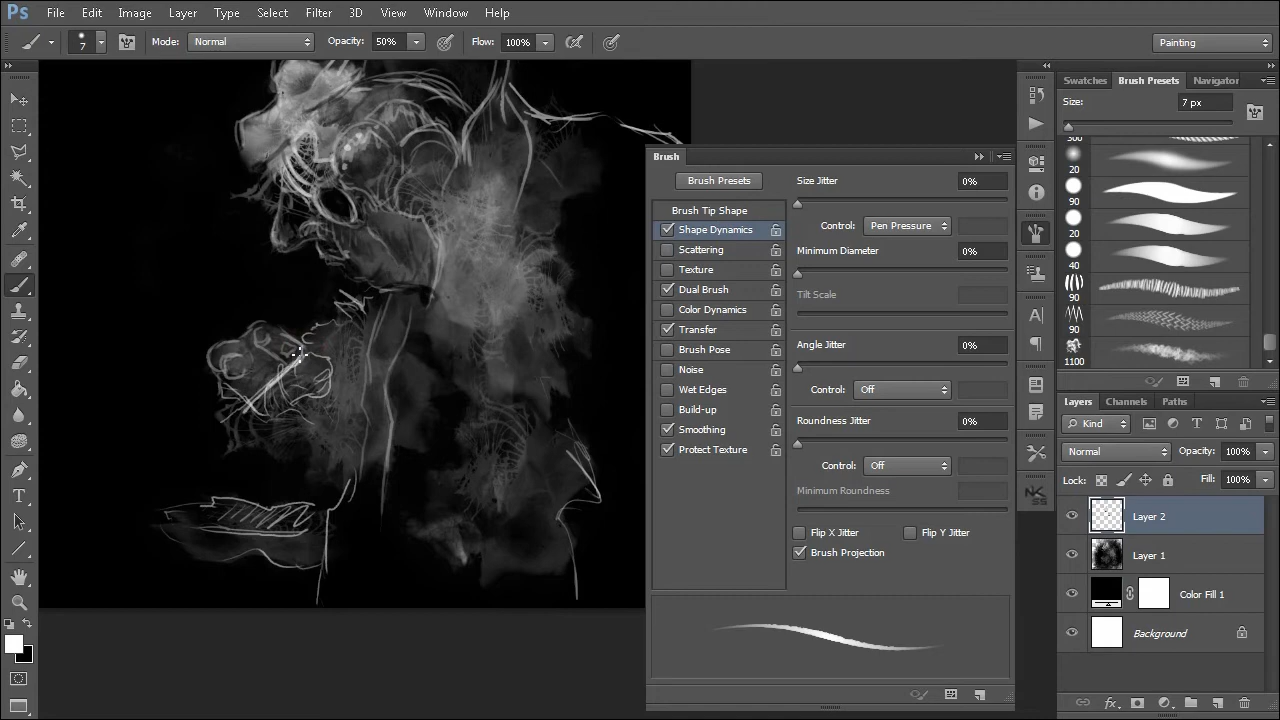 Ps File Edit Image Layer Type Select Filter 3D View Window Help
7 Mode: Normal Opacity: 50% Flow: 100% Painting
Swatches Brush Presets Navigator
Size: 7 px
300
20
90
20
40
90
90
1100
Brush
Brush Presets
Brush Tip Shape
Shape Dynamics
Scattering
Texture
Dual Brush
Color Dynamics
Transfer
Brush Pose
Noise
Wet Edges
Build-up
Smoothing
Protect Texture
Size Jitter 0%
Control: Pen Pressure
Minimum Diameter 0%
Tilt Scale
Angle Jitter 0%
Control: Off
Roundness Jitter 0%
Control: Off
Minimum Roundness
Flip X Jitter Flip Y Jitter
Brush Projection
Layers Channels Paths
Kind
Normal Opacity: 100%
Lock: Fill: 100%
Layer 2
Layer 1
Color Fill 1
Background